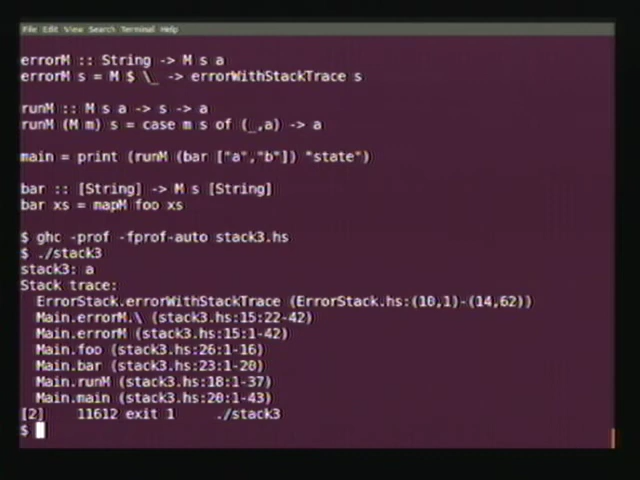 File Edit View Search Terminal Help
errorM :: String -> M s a
errorM s = M $ \_ -> errorWithStackTrace s
runM :: M s a -> s -> a
runM (M m) s = case m s of (_,a) -> a
main = print (runM (bar ["a","b"]) "state")
bar :: [String] -> M s [String]
bar xs = mapM foo xs
$ ghc -prof -fprof-auto stack3.hs
$ ./stack3
stack3: a
Stack trace:
ErrorStack.errorWithStackTrace (ErrorStack.hs:(10,1)-(14,62))
Main.errorM.\ (stack3.hs:15:22-42)
Main.errorM (stack3.hs:15:1-42)
Main.foo (stack3.hs:26:1-16)
Main.bar (stack3.hs:23:1-20)
Main.runM (stack3.hs:18:1-37)
Main.main (stack3.hs:20:1-43)
[2] 11612 exit 1 ./stack3
$